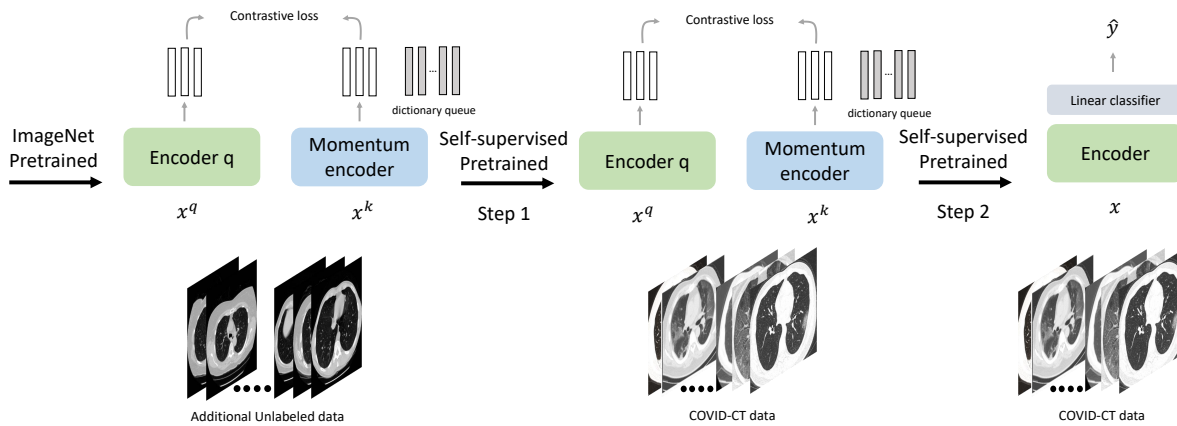 Contrastive loss
dictionary queue
ImageNet
Pretrained
Encoder q
Momentum
encoder
x^q
x^k
Additional Unlabeled data
Self-supervised
Pretrained
Step 1
Contrastive loss
dictionary queue
Encoder q
Momentum
encoder
x^q
x^k
COVID-CT data
Self-supervised
Pretrained
Step 2
ŷ
Linear classifier
Encoder
x
COVID-CT data